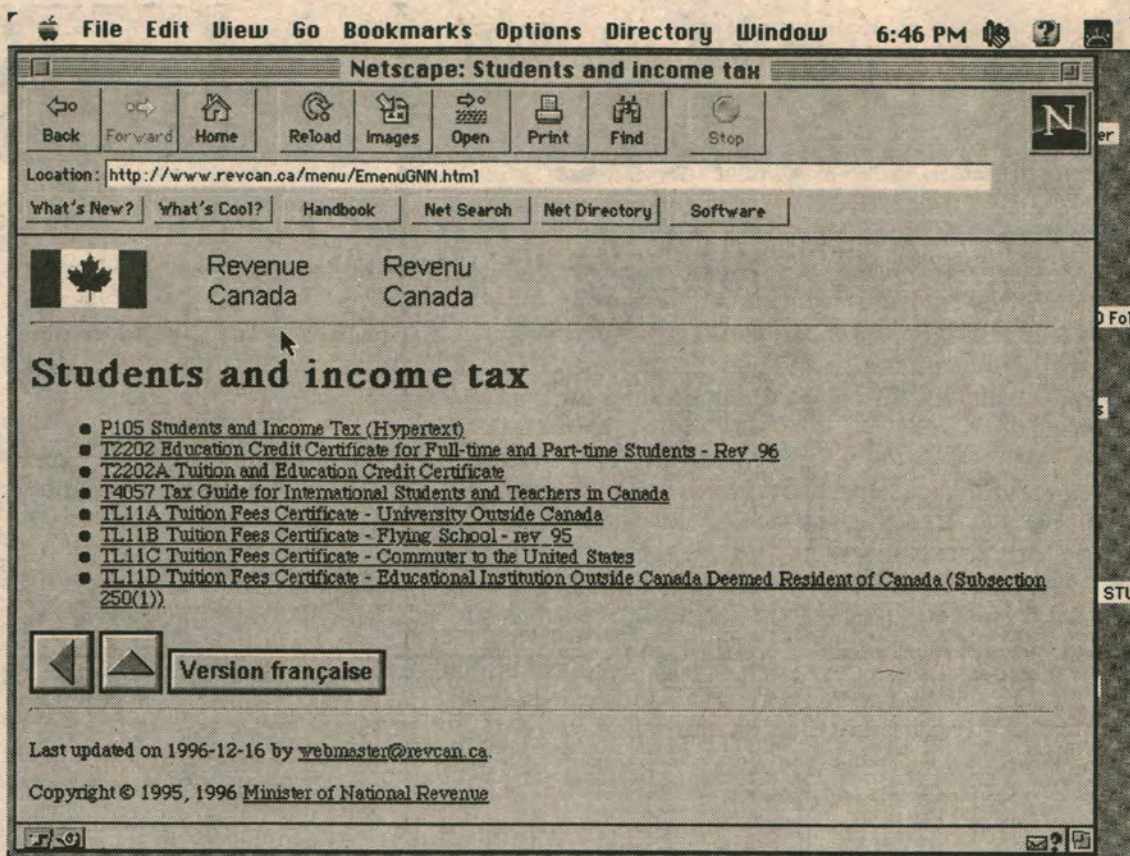 File Edit View Go Bookmarks Options Directory Window 6:46 PM
Netscape: Students and income tax
Back Forward Home Reload Images Open Print Find Stop
N
er
Location: http://www.revcan.ca/menu/EmenuGNN.html
What's New? What's Cool? Handbook Net Search Net Directory Software
Revenue Canada
Revenu Canada
Students and income tax
P105 Students and Income Tax (Hypertext)
T2202 Education Credit Certificate for Full-time and Part-time Students - Rev 96
T2202A Tuition and Education Credit Certificate
T4057 Tax Guide for International Students and Teachers in Canada
TL11A Tuition Fees Certificate - University Outside Canada
TL11B Tuition Fees Certificate - Flying School - rev 95
TL11C Tuition Fees Certificate - Commuter to the United States
TL11D Tuition Fees Certificate - Educational Institution Outside Canada Deemed Resident of Canada (Subsection
250(1))
STU
Version française
Last updated on 1996-12-16 by webmaster@revcan.ca.
Copyright © 1995, 1996 Minister of National Revenue